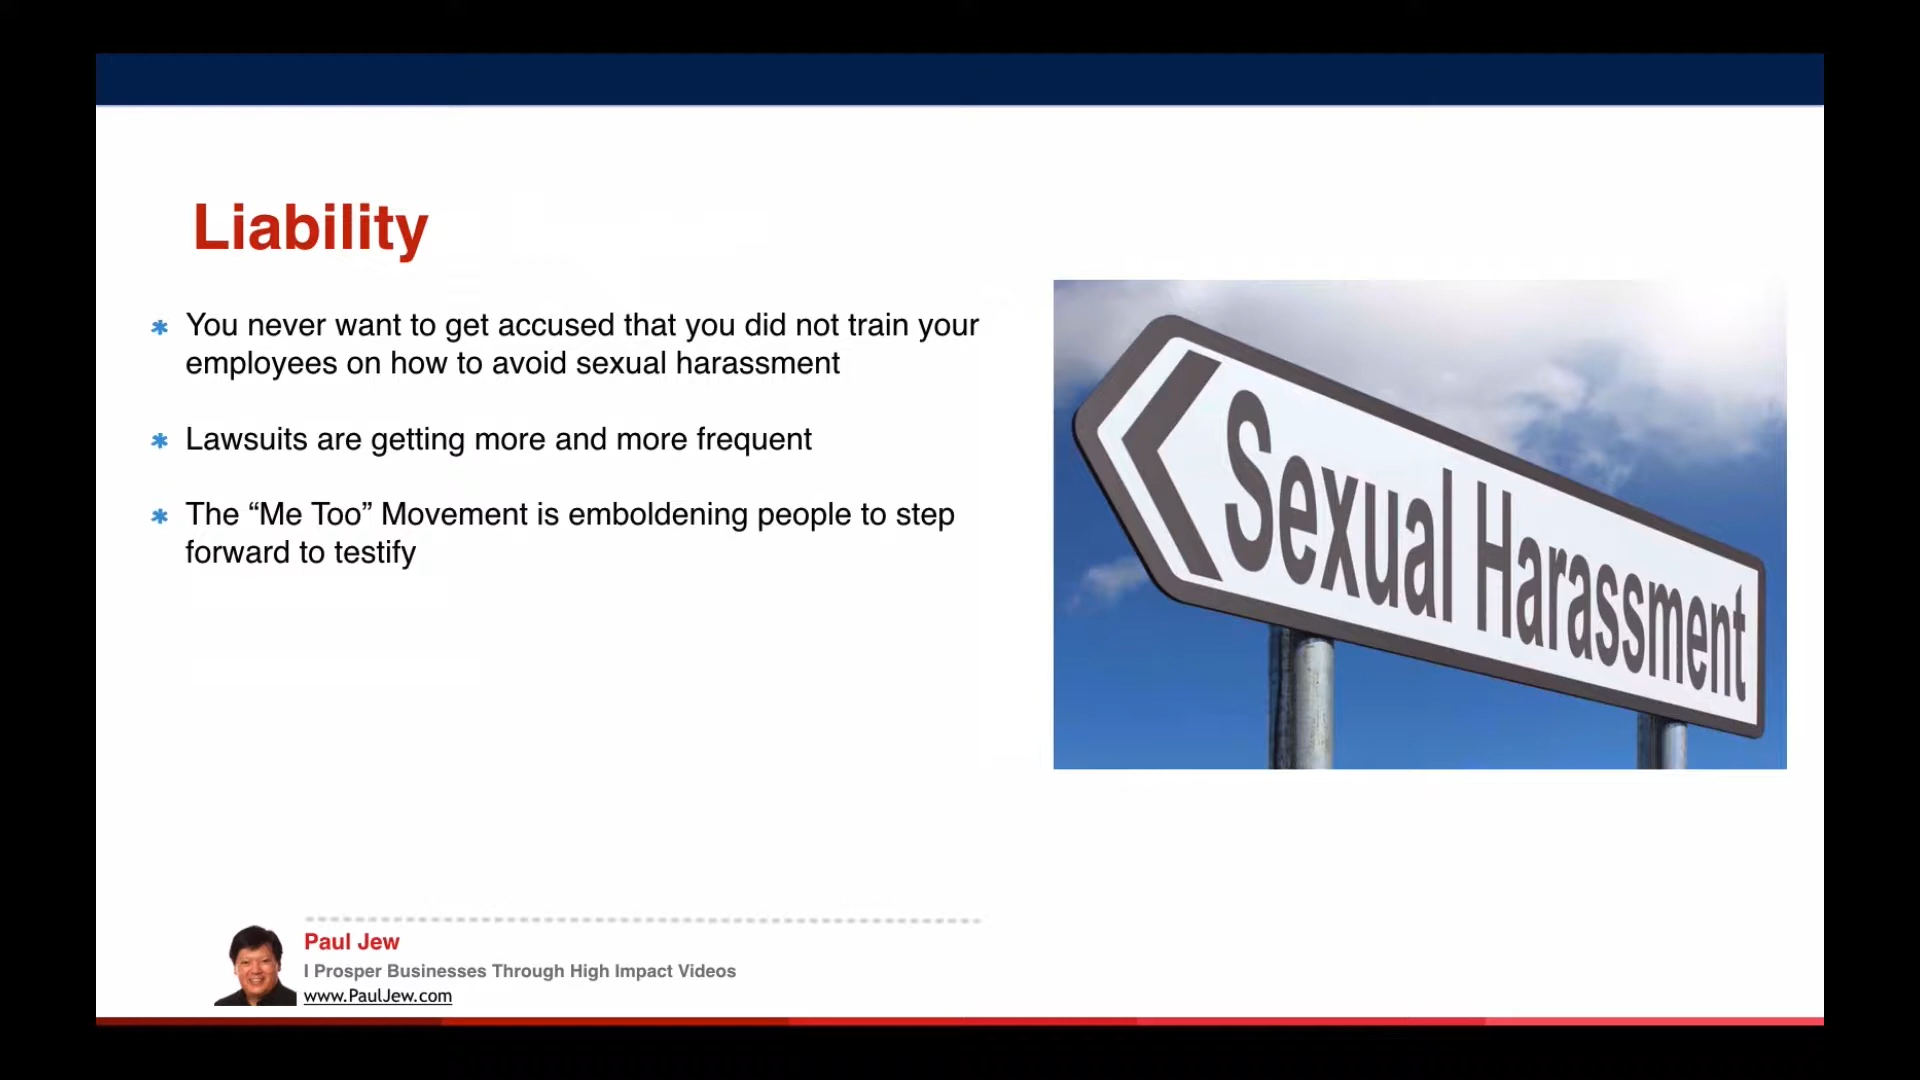 Liability
You never want to get accused that you did not train your
employees on how to avoid sexual harassment
Lawsuits are getting more and more frequent
The “Me Too” Movement is emboldening people to step
forward to testify
Sexual Harassment
Paul Jew
I Prosper Businesses Through High Impact Videos
www.PaulJew.com